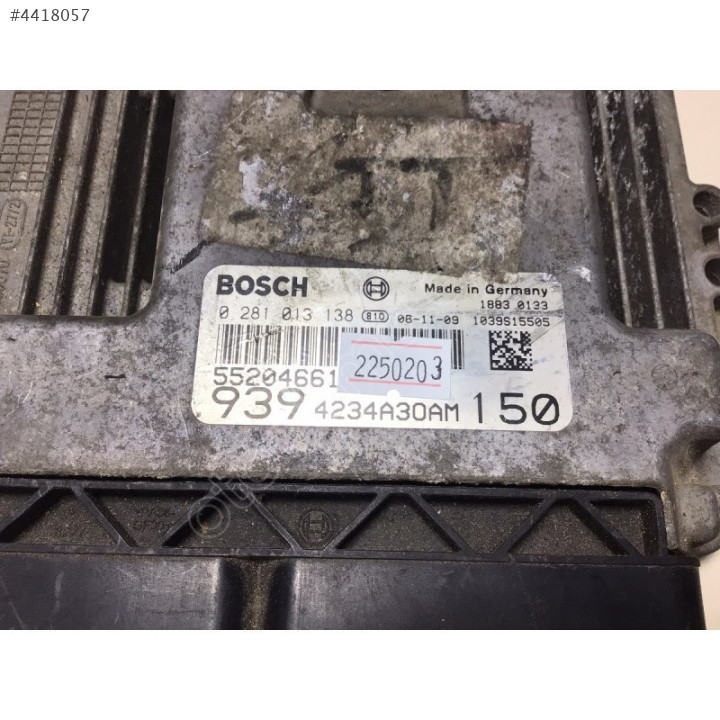 #4418057
BOSCH Made in Germany
1883 0133
0 281 013 138 810 06-11-09 1039S15505
55204661 2250203
939 4234A30AM 150